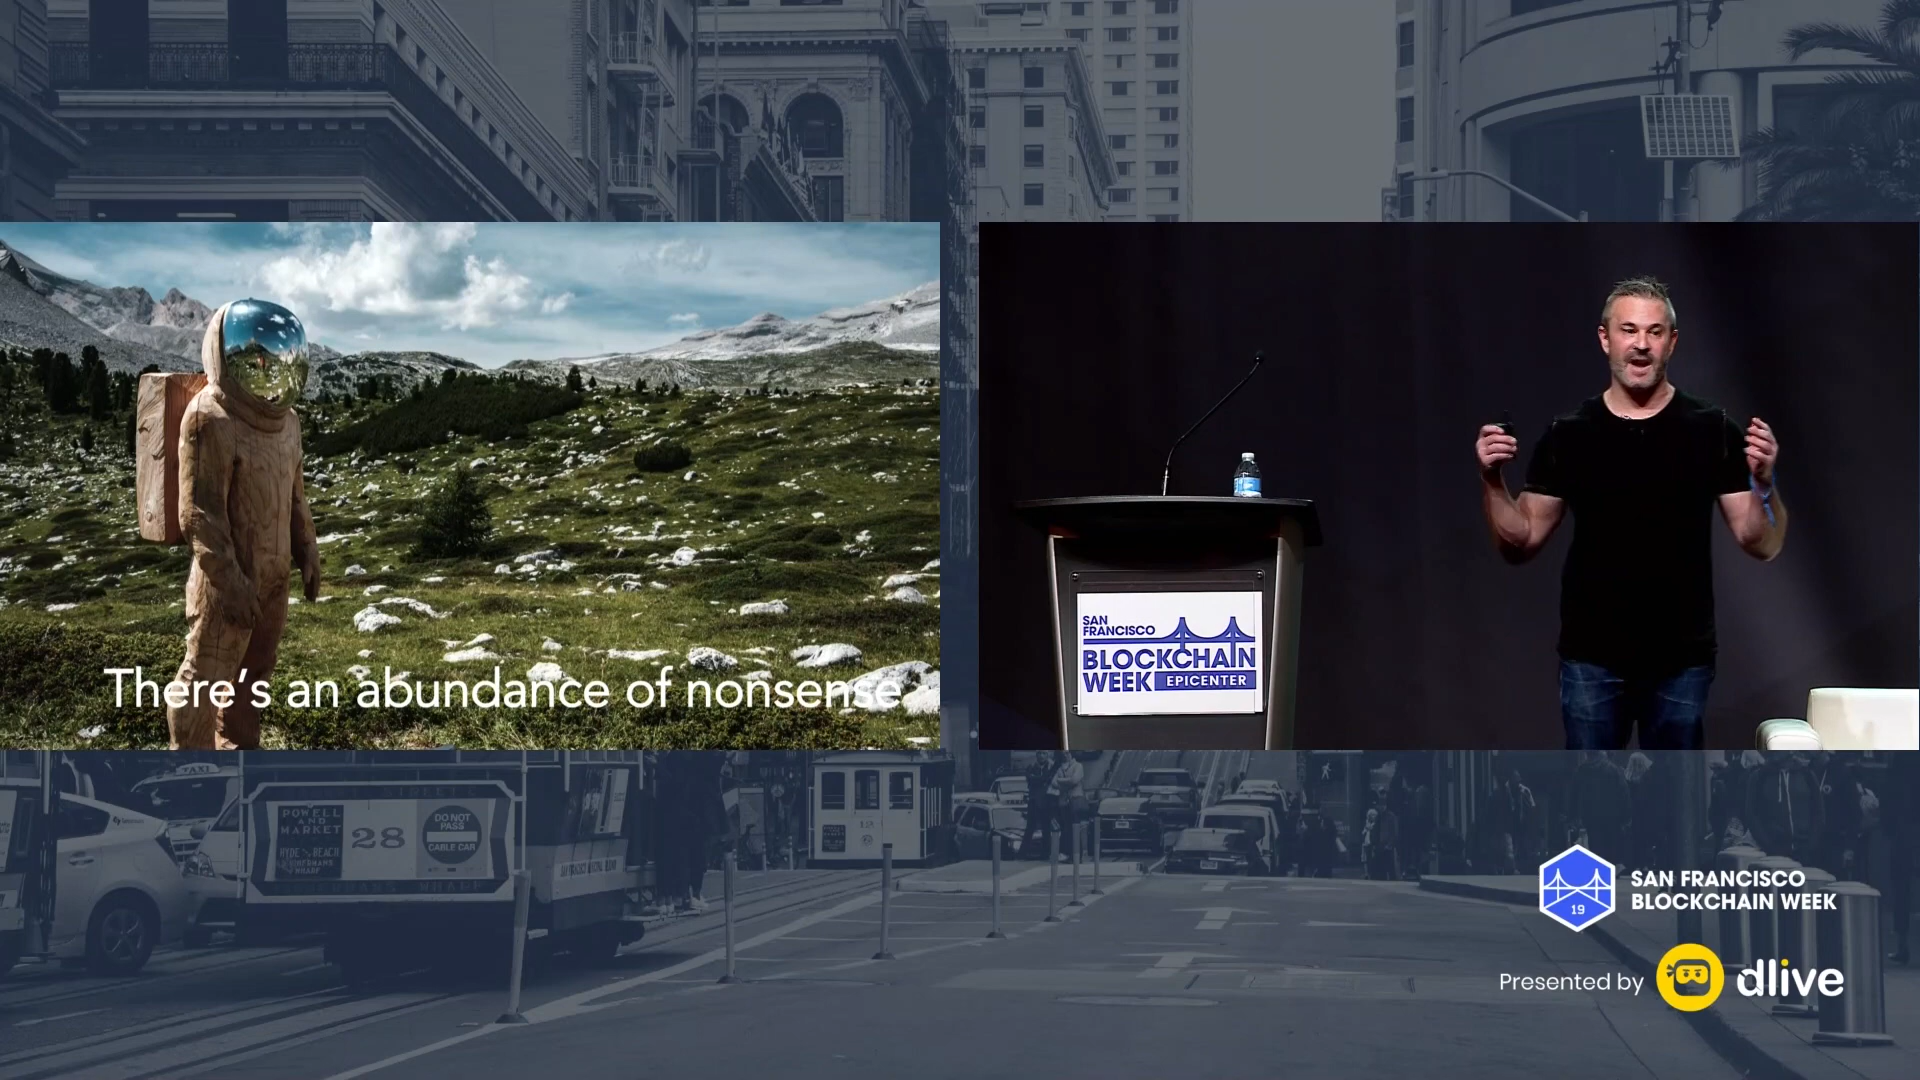 There's an abundance of nonsense
SAN
FRANCISCO
BLOCKCHAIN
WEEK EPICENTER
TAXI
POWELL
AND
MARKET
HYDE & BEACH
28
DO NOT
PASS
CABLE CAR
19
SAN FRANCISCO
BLOCKCHAIN WEEK
Presented by dlive